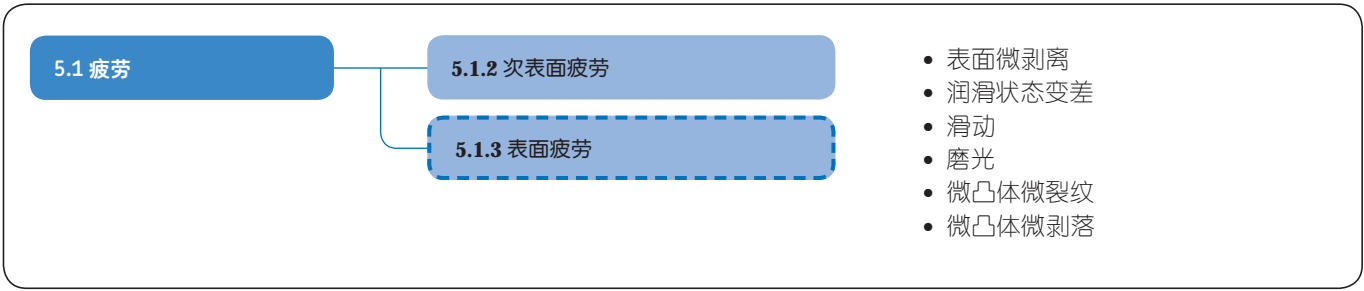 5.1 疲劳
5.1.2 次表面疲劳
5.1.3 表面疲劳
• 表面微剥离
• 润滑状态变差
• 滑动
• 磨光
• 微凸体微裂纹
• 微凸体微剥落